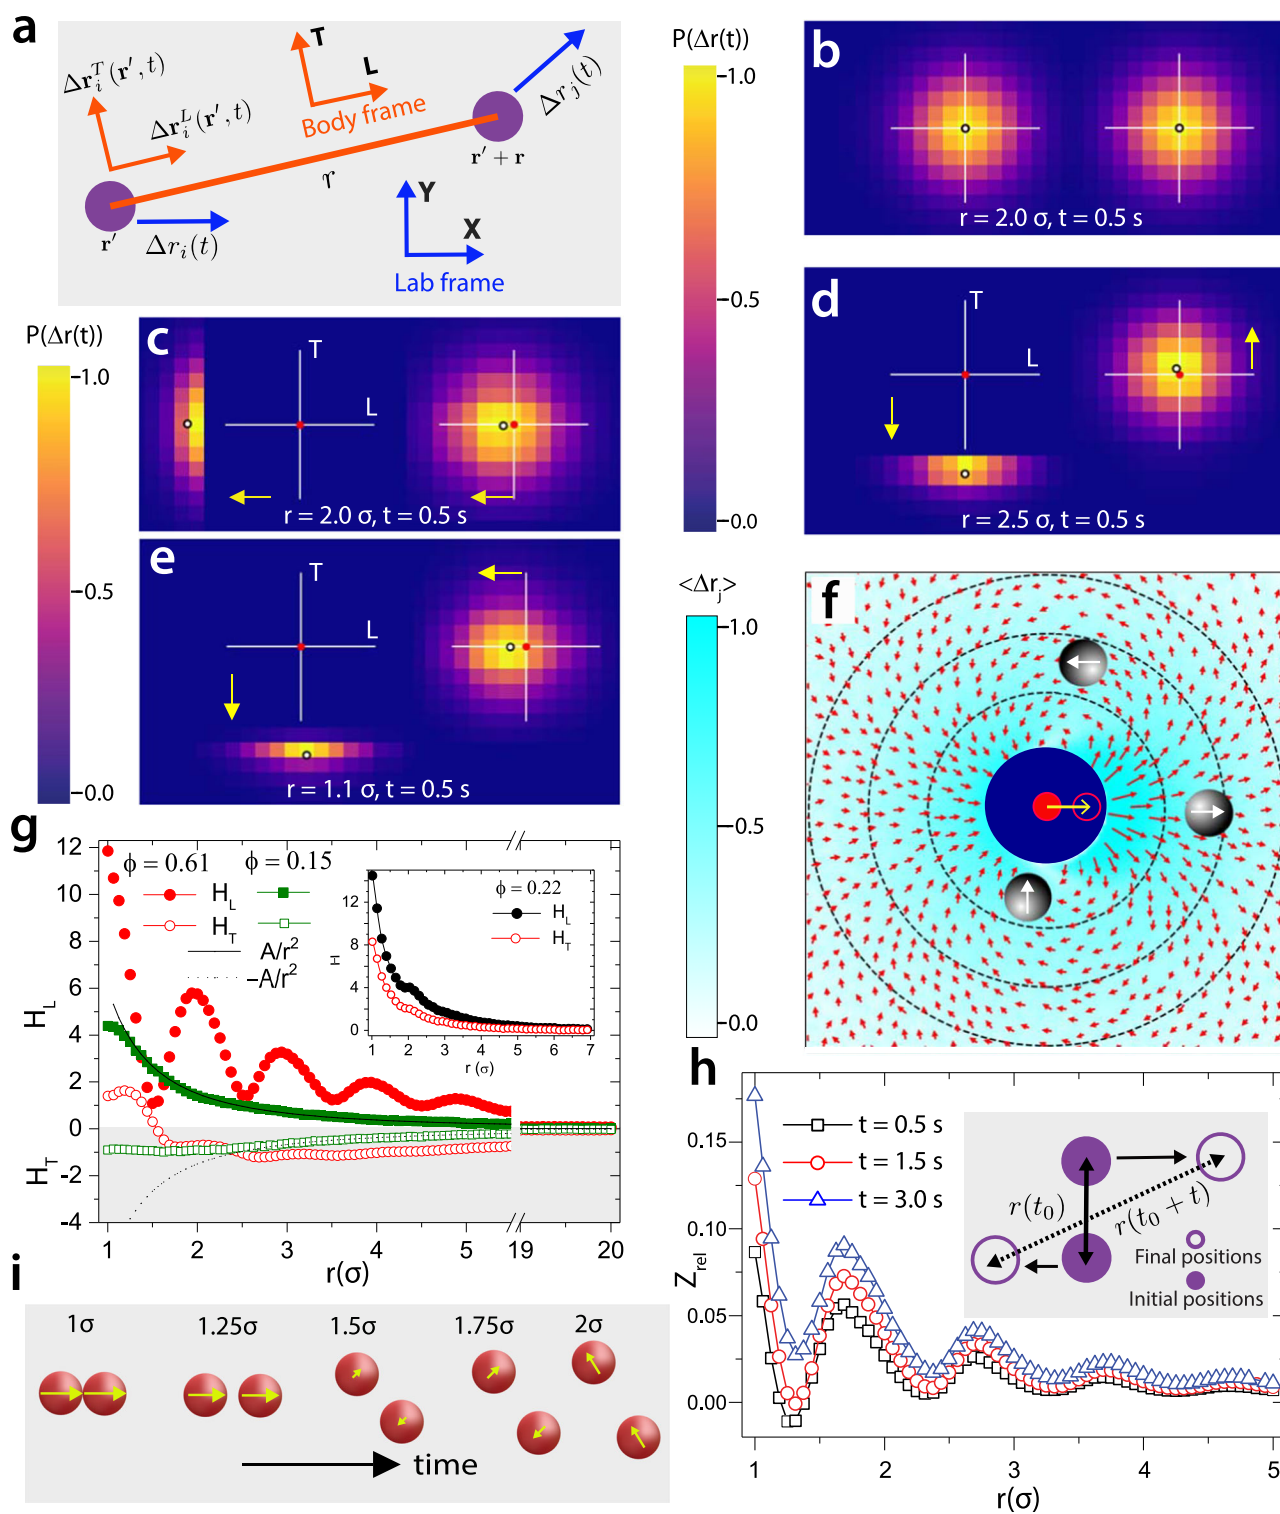 a
T
L
Body frame
Δr_i^T(r′, t)
Δr_i^L(r′, t)
Δr_j(t)
r′ + r
r
r′
Δr_i(t)
Y
X
Lab frame
P(Δr(t))
1.0
0.5
0.0
b
r = 2.0 σ, t = 0.5 s
d
T
L
r = 2.5 σ, t = 0.5 s
P(Δr(t))
1.0
0.5
0.0
c
T
L
r = 2.0 σ, t = 0.5 s
e
T
L
r = 1.1 σ, t = 0.5 s
<Δr_j>
1.0
0.5
0.0
f
g
H_L
H_T
12
10
8
6
4
2
0
-2
-4
ϕ = 0.61 ϕ = 0.15
H_L
H_T
A/r²
–A/r²
ϕ = 0.22
H_L
H_T
H
12
8
4
0
1 2 3 4 5 6 7
r (σ)
1 2 3 4 5 19 20
r(σ)
h
Z_rel
0.15
0.10
0.05
0.00
t = 0.5 s
t = 1.5 s
t = 3.0 s
r(t₀)
r(t₀ + t)
Final positions
Initial positions
1 2 3 4 5
r(σ)
i
1σ 1.25σ 1.5σ 1.75σ 2σ
time